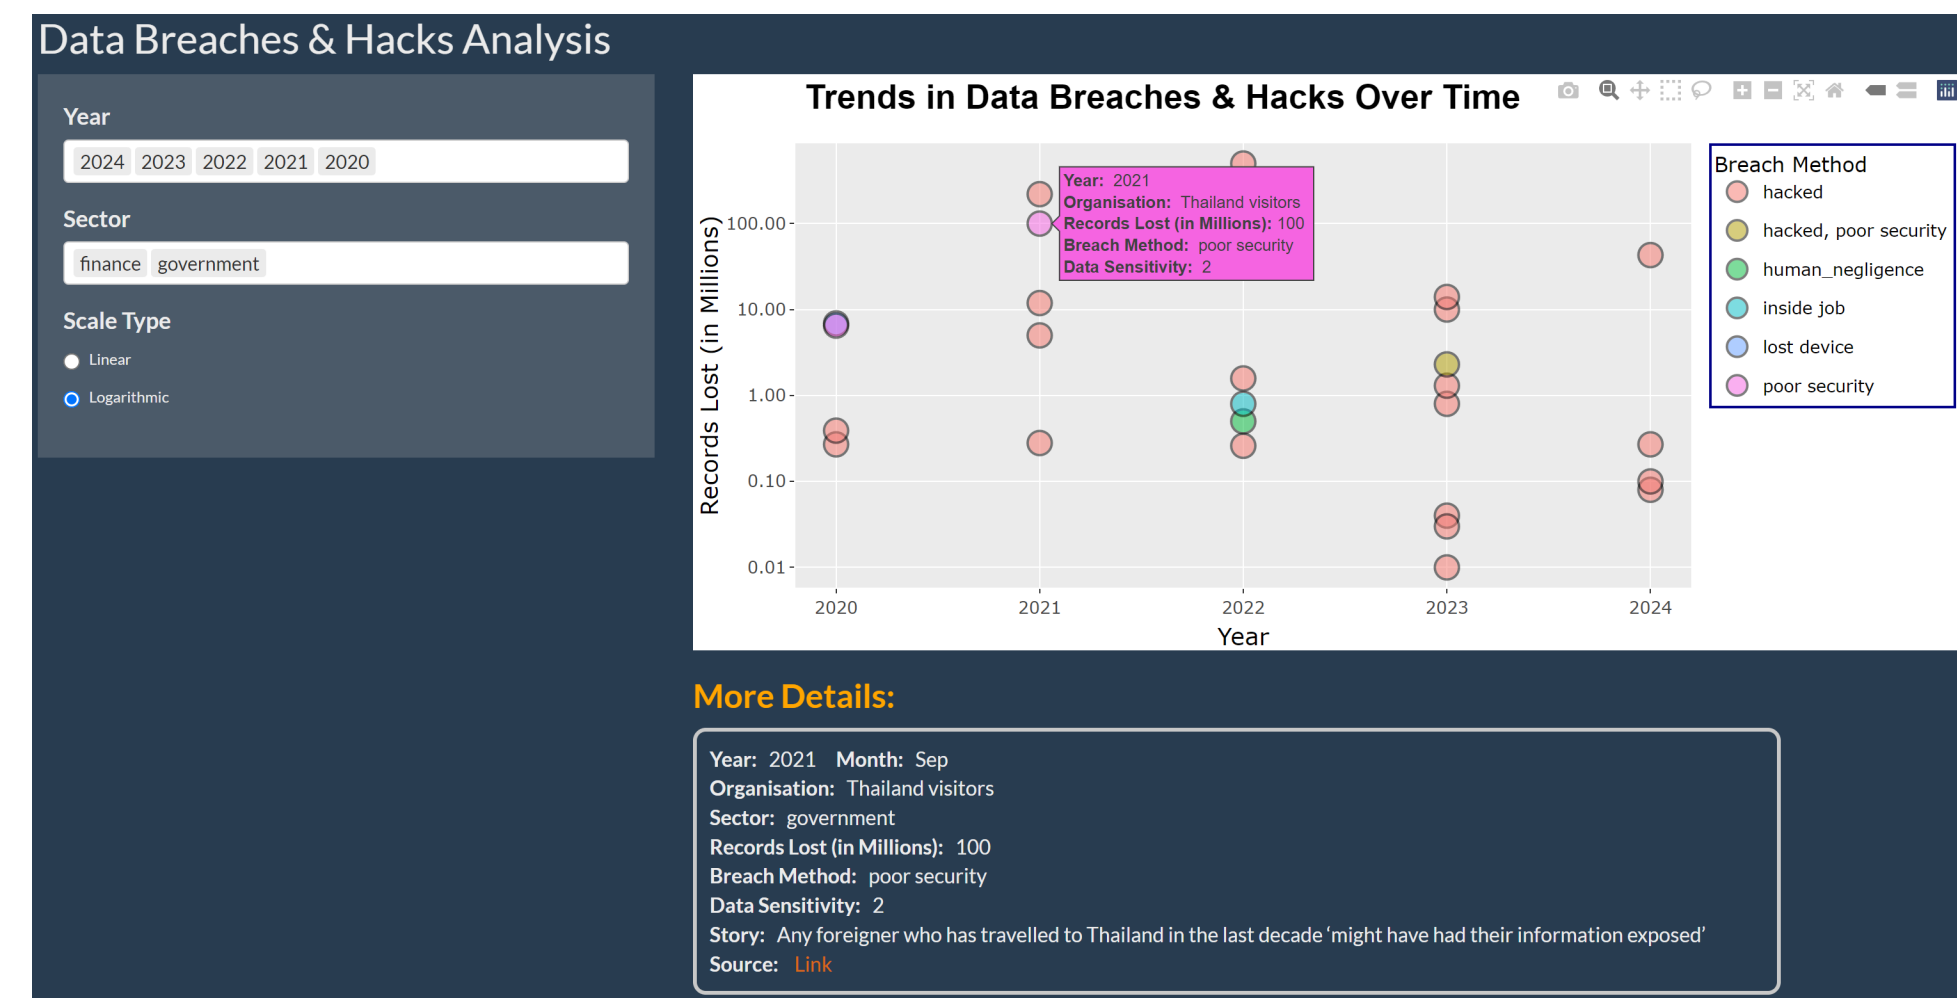 Data Breaches & Hacks Analysis
Year
2024 2023 2022 2021 2020
Sector
finance government
Scale Type
Linear
Logarithmic
Trends in Data Breaches & Hacks Over Time
Records Lost (in Millions)
100.00
10.00
1.00
0.10
0.01
2020 2021 2022 2023 2024
Year
Year: 2021
Organisation: Thailand visitors
Records Lost (in Millions): 100
Breach Method: poor security
Data Sensitivity: 2
Breach Method
hacked
hacked, poor security
human_negligence
inside job
lost device
poor security
More Details:
Year: 2021 Month: Sep
Organisation: Thailand visitors
Sector: government
Records Lost (in Millions): 100
Breach Method: poor security
Data Sensitivity: 2
Story: Any foreigner who has travelled to Thailand in the last decade ‘might have had their information exposed’
Source: Link